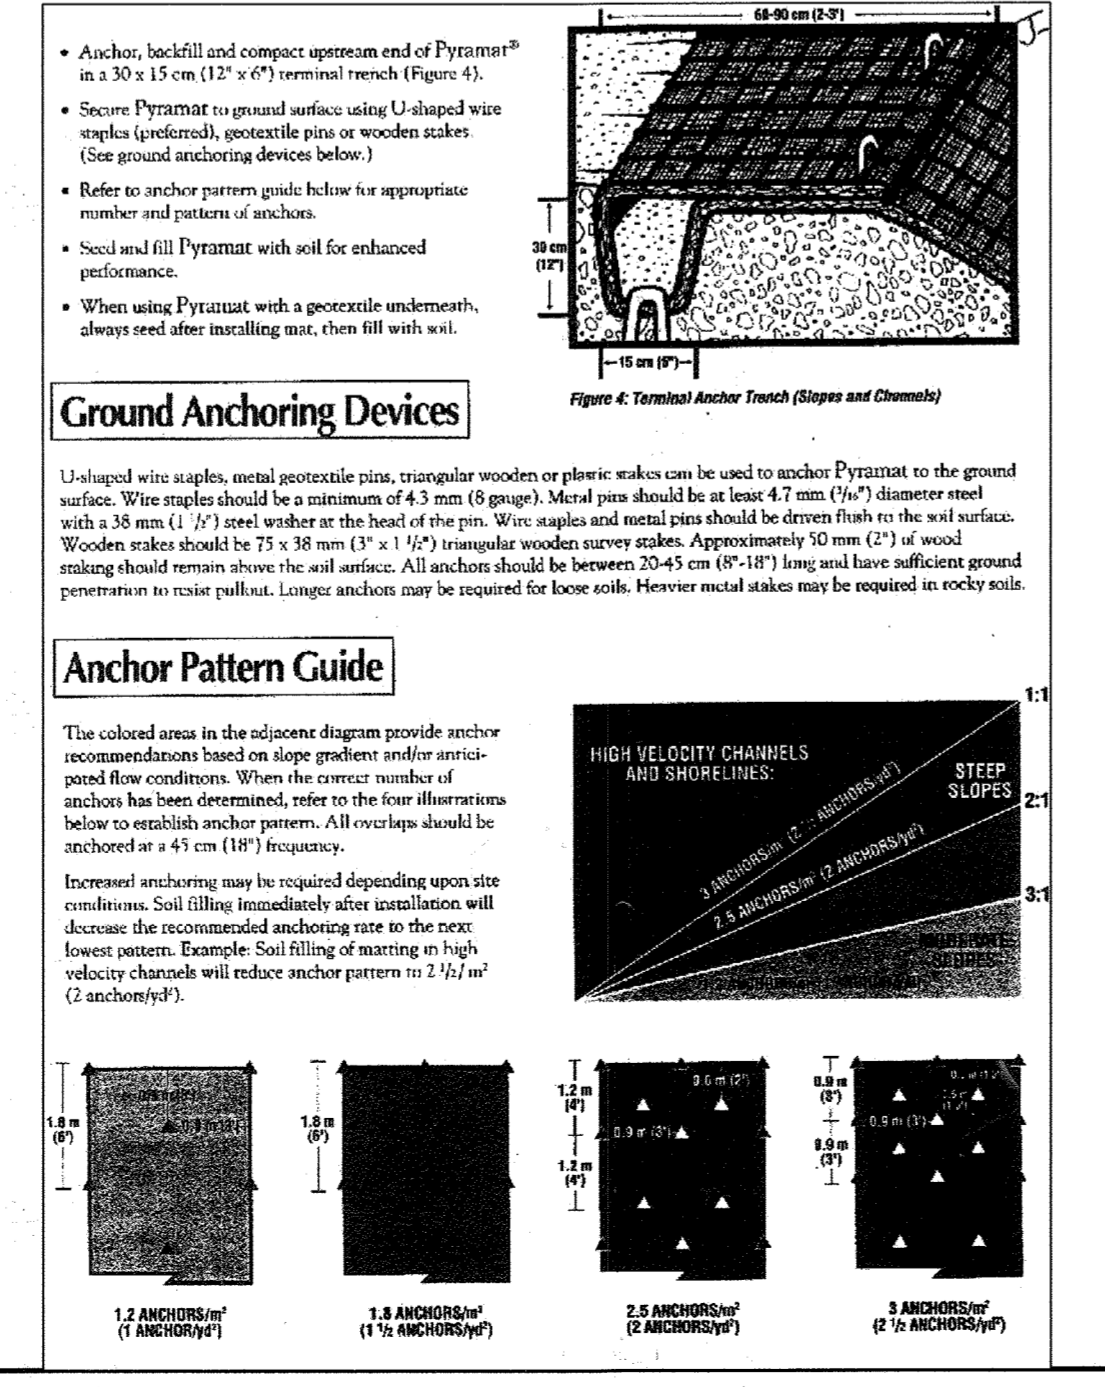 • Anchor, backfill and compact upstream end of Pyramat®
in a 30 x 15 cm (12" x 6") terminal trench (Figure 4).
• Secure Pyramat to ground surface using U-shaped wire
staples (preferred), geotextile pins or wooden stakes.
(See ground anchoring devices below.)
• Refer to anchor pattern guide below for appropriate
number and pattern of anchors.
• Seed and fill Pyramat with soil for enhanced
performance.
• When using Pyramat with a geotextile underneath,
always seed after installing mat, then fill with soil.
60-90 cm (2-3')
30 cm
(12")
15 cm (6")
Figure 4: Terminal Anchor Trench (Slopes and Channels)
Ground Anchoring Devices
U-shaped wire staples, metal geotextile pins, triangular wooden or plastic stakes can be used to anchor Pyramat to the ground
surface. Wire staples should be a minimum of 4.3 mm (8 gauge). Metal pins should be at least 4.7 mm (3/16") diameter steel
with a 38 mm (1 1/2") steel washer at the head of the pin. Wire staples and metal pins should be driven flush to the soil surface.
Wooden stakes should be 75 x 38 mm (3" x 1 1/2") triangular wooden survey stakes. Approximately 50 mm (2") of wood
staking should remain above the soil surface. All anchors should be between 20-45 cm (8"-18") long and have sufficient ground
penetration to resist pullout. Longer anchors may be required for loose soils. Heavier metal stakes may be required in rocky soils.
Anchor Pattern Guide
The colored areas in the adjacent diagram provide anchor
recommendations based on slope gradient and/or antici-
pated flow conditions. When the correct number of
anchors has been determined, refer to the four illustrations
below to establish anchor pattern. All overlaps should be
anchored at a 45 cm (18") frequency.
Increased anchoring may be required depending upon site
conditions. Soil filling immediately after installation will
decrease the recommended anchoring rate to the next
lowest pattern. Example: Soil filling of matting in high
velocity channels will reduce anchor pattern to 2 1/2/ m²
(2 anchors/yd²).
HIGH VELOCITY CHANNELS
AND SHORELINES:
3 ANCHORS/m² (2 1/2 ANCHORS/yd²)
STEEP
SLOPES
2.5 ANCHORS/m² (2 ANCHORS/yd²)
1:1
2:1
3:1
SLOPES
1.8 m
(6')
0.9 m (3')
1.2 ANCHORS/m²
(1 ANCHOR/yd²)
1.8 m
(6')
1.8 ANCHORS/m²
(1 1/2 ANCHORS/yd²)
1.2 m
(4')
1.2 m
(4')
0.6 m (2')
0.9 m (3')
2.5 ANCHORS/m²
(2 ANCHORS/yd²)
0.9 m
(3')
0.9 m
(3')
0.9 m (3')
3 ANCHORS/m²
(2 1/2 ANCHORS/yd²)